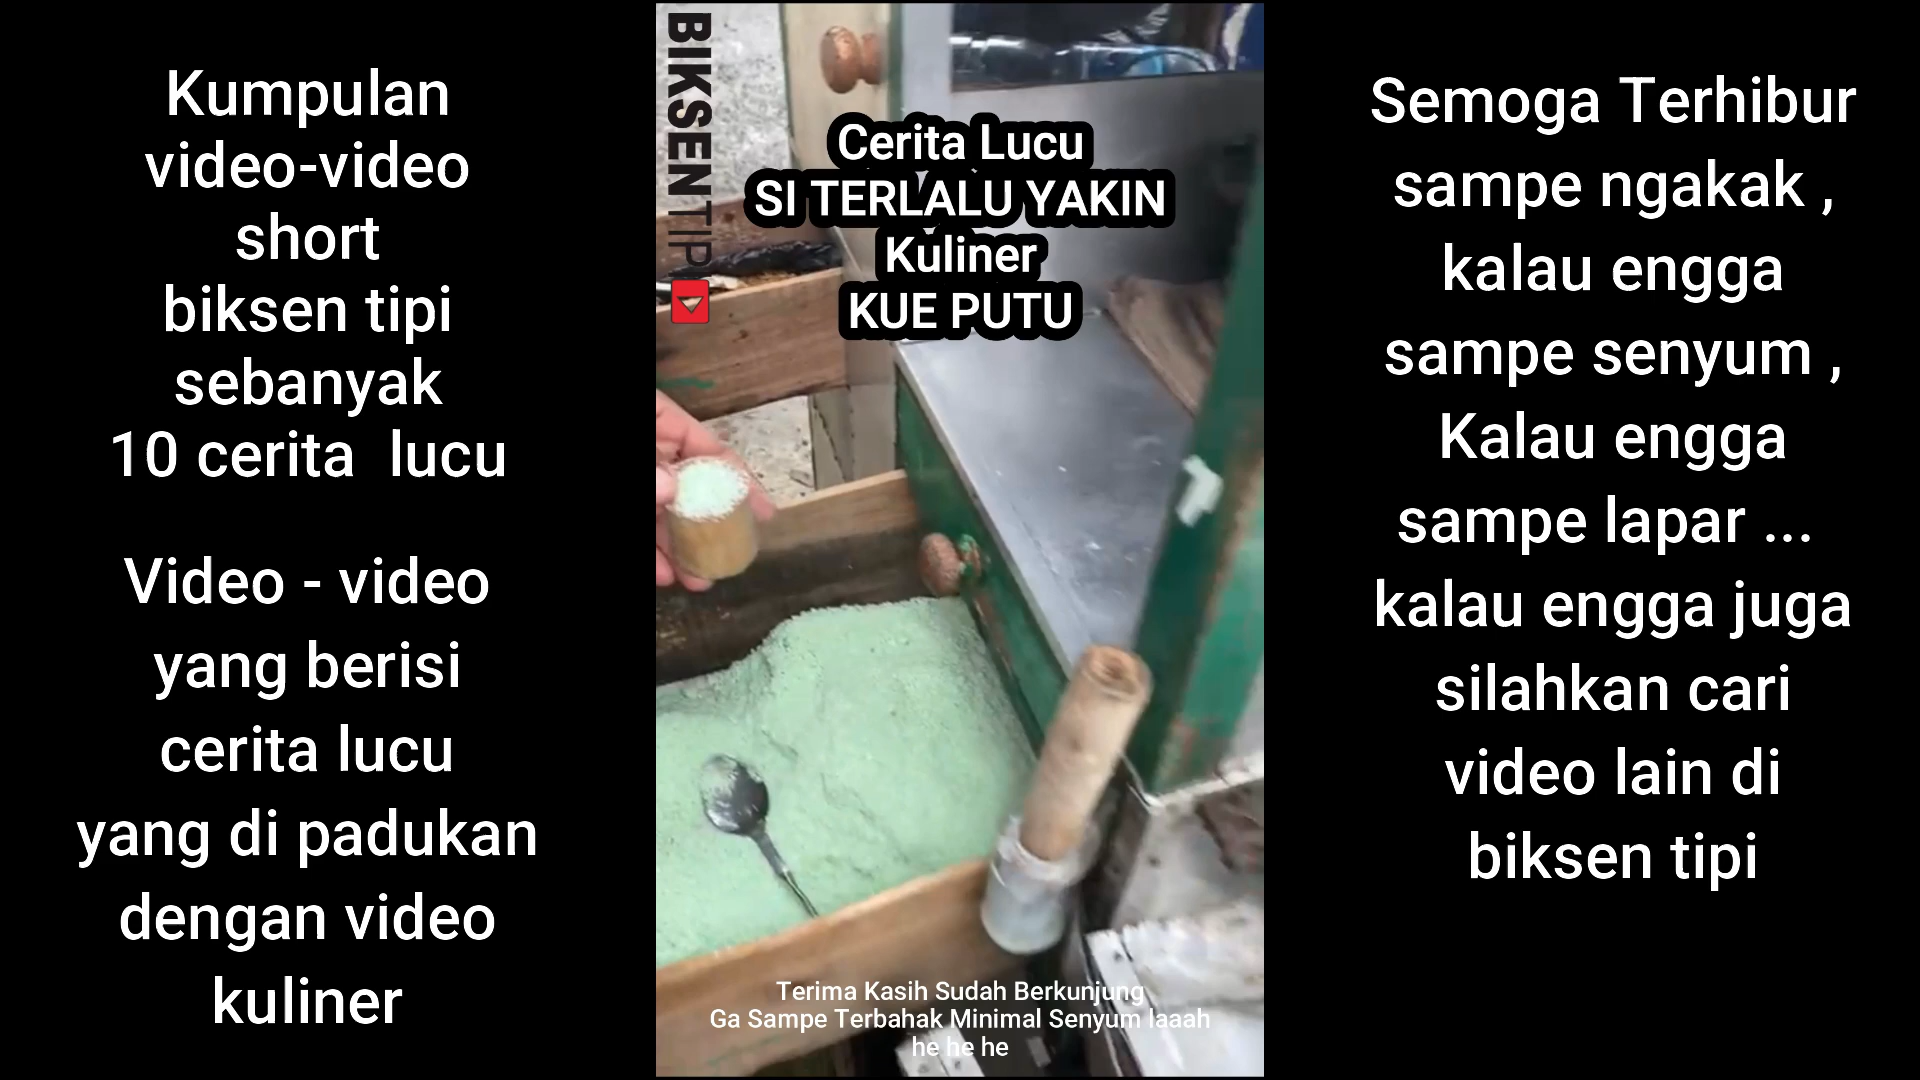 Kumpulan
video-video
short
biksen tipi
sebanyak
10 cerita lucu
Video - video
yang berisi
cerita lucu
yang di padukan
dengan video
kuliner
BIKSENTIPI
Cerita Lucu
SI TERLALU YAKIN
Kuliner
KUE PUTU
Terima Kasih Sudah Berkunjung
Ga Sampe Terbahak Minimal Senyum laaah
he he he
Semoga Terhibur
sampe ngakak ,
kalau engga
sampe senyum ,
Kalau engga
sampe lapar ...
kalau engga juga
silahkan cari
video lain di
biksen tipi